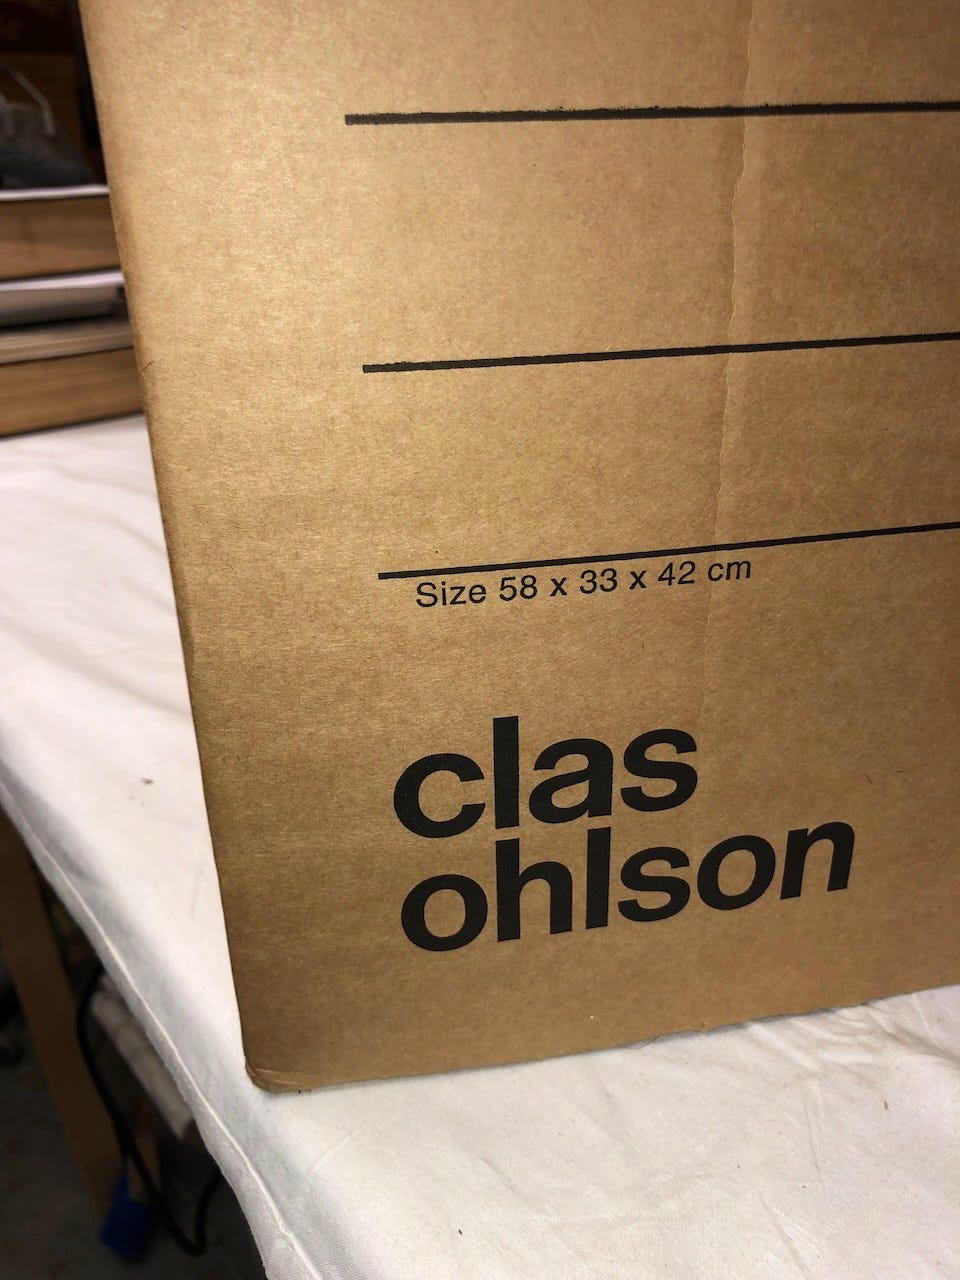 Size 58 x 33 x 42 cm
clas
ohlson